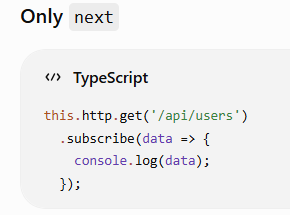 Only next
TypeScript
this.http.get('/api/users')
  .subscribe(data => {
    console.log(data);
  });